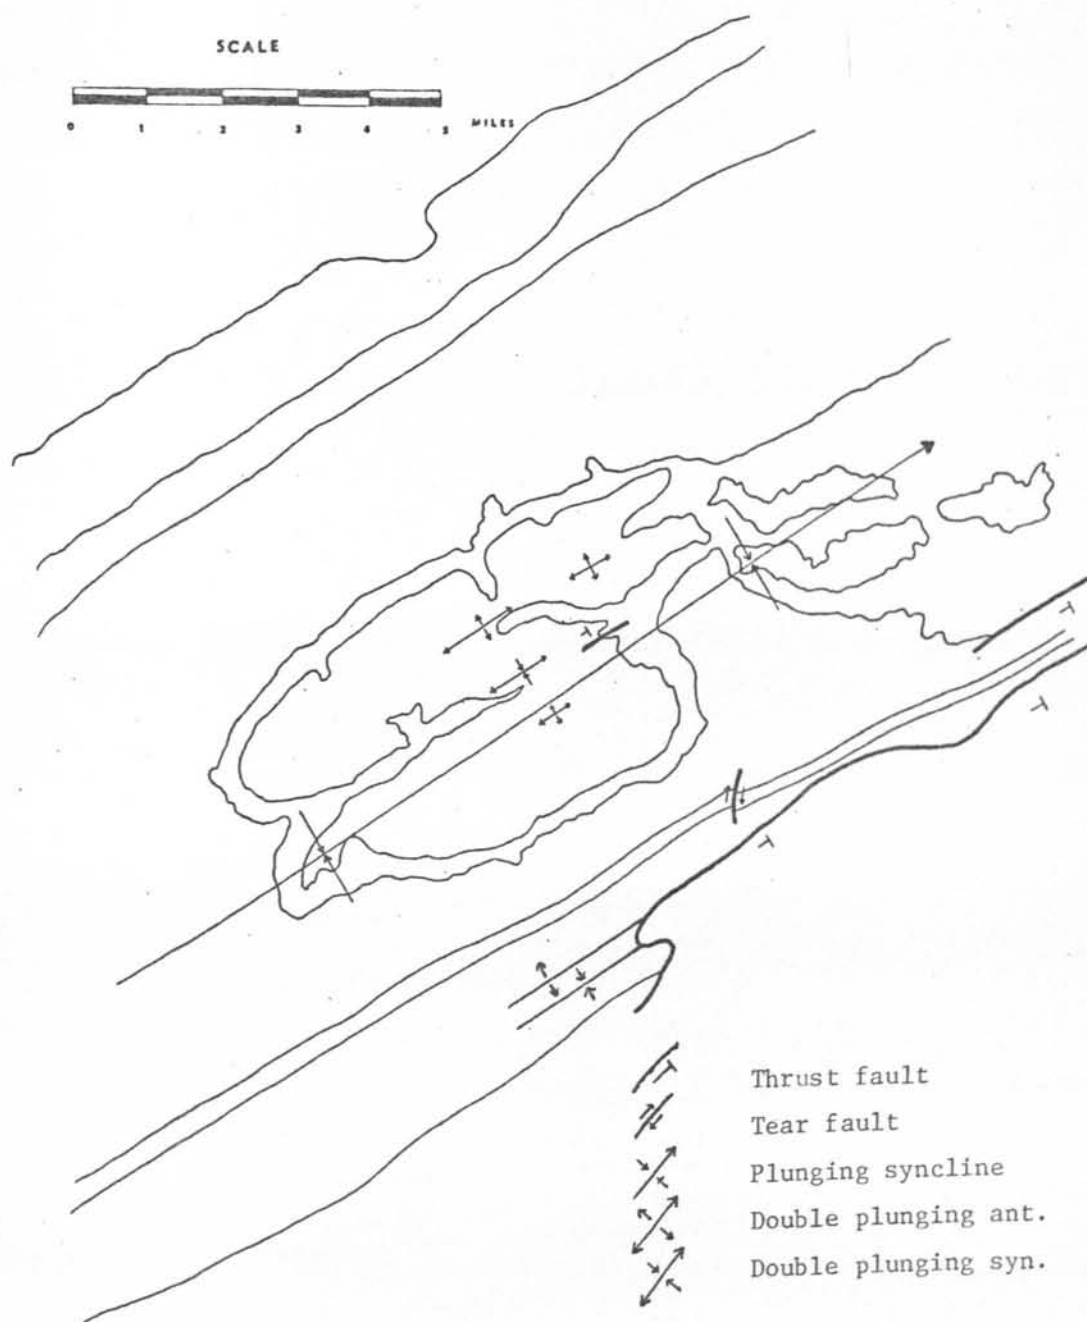 SCALE
0 1 2 3 4 5 MILES
T
T
T
T
Thrust fault
Tear fault
Plunging syncline
Double plunging ant.
Double plunging syn.